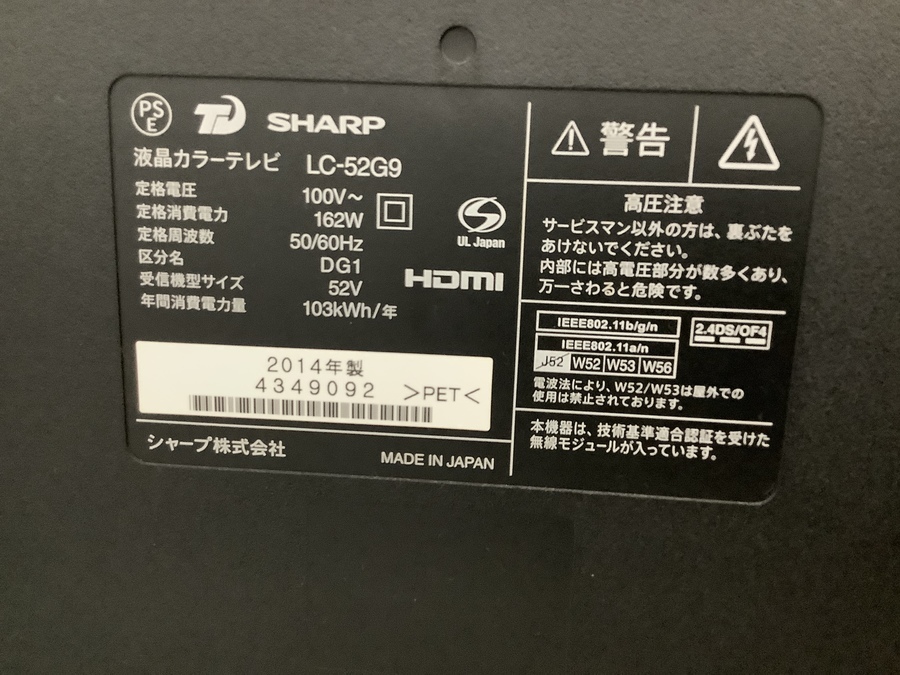 PS
E
TD SHARP
液晶カラーテレビ LC-52G9
定格電圧 100V～
定格消費電力 162W
定格周波数 50/60Hz
区分名 DG1
受信機型サイズ 52V
年間消費電力量 103kWh/年
UL Japan
HDMI
2014年製
4349092 >PET<
シャープ株式会社
MADE IN JAPAN
警告
高圧注意
サービスマン以外の方は、裏ぶたを
あけないでください。
内部には高電圧部分が数多くあり、
万一さわると危険です。
IEEE802.11b/g/n
2.4DS/OF4
IEEE802.11a/n
J52 W52 W53 W56
電波法により、W52/W53は屋外での
使用は禁止されております。
本機器は、技術基準適合認証を受けた
無線モジュールが入っています。